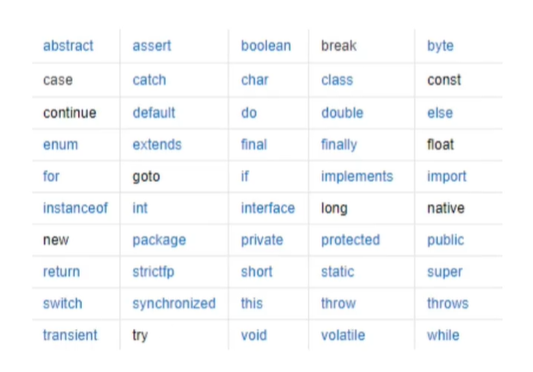 abstract assert boolean break byte
case catch char class const
continue default do double else
enum extends final finally float
for goto if implements import
instanceof int interface long native
new package private protected public
return strictfp short static super
switch synchronized this throw throws
transient try void volatile while